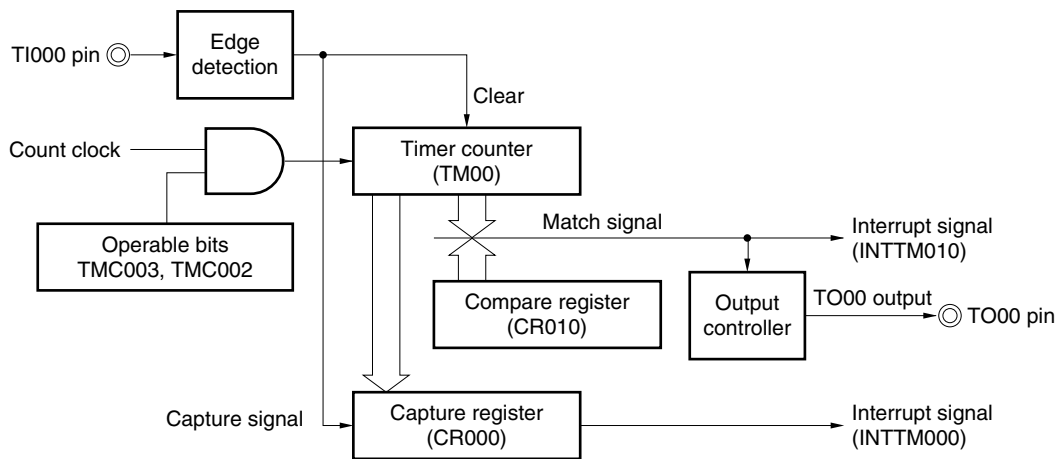 TI000 pin
Edge
detection
Clear
Count clock
Timer counter
(TM00)
Operable bits
TMC003, TMC002
Match signal
Interrupt signal
(INTTM010)
Compare register
(CR010)
Output
controller
TO00 output
TO00 pin
Capture signal
Capture register
(CR000)
Interrupt signal
(INTTM000)